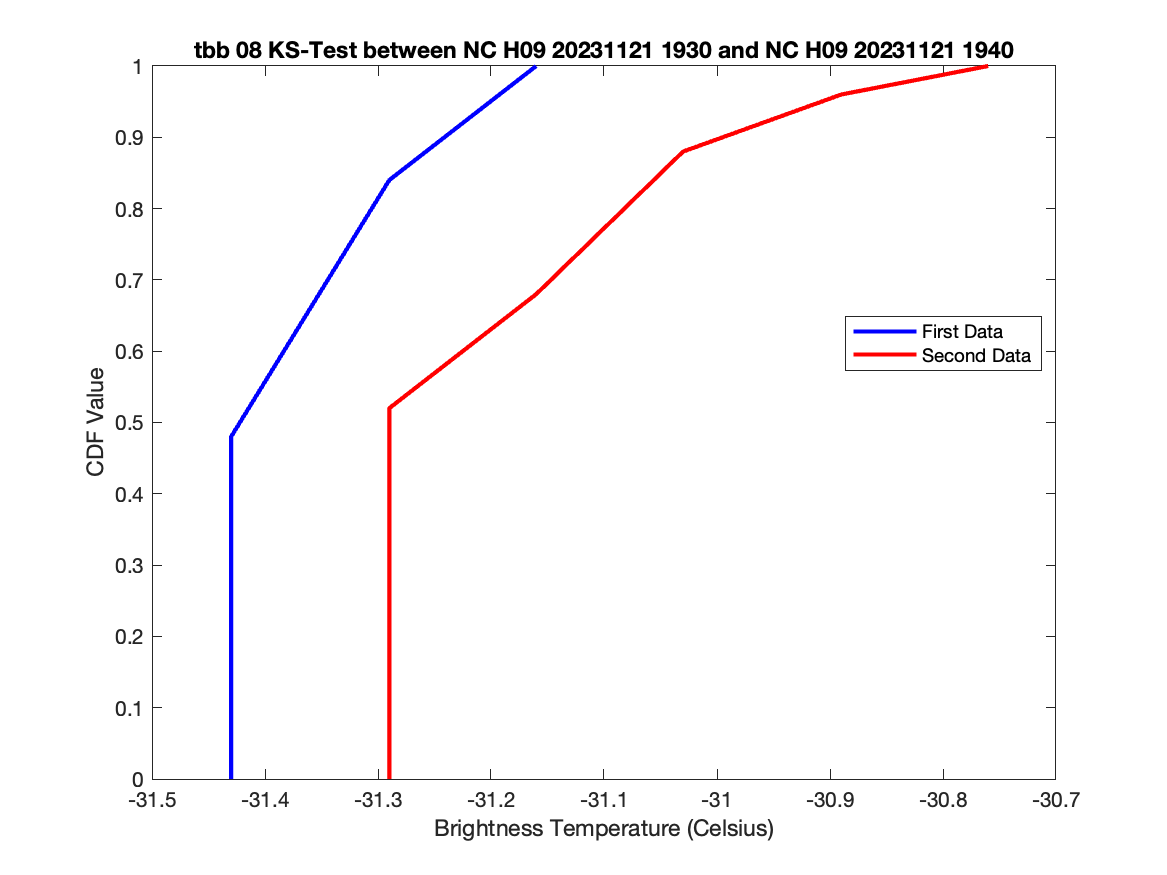 tbb 08 KS-Test between NC H09 20231121 1930 and NC H09 20231121 1940
1
0.9
0.8
0.7
0.6
0.5
0.4
0.3
0.2
0.1
0
CDF Value
First Data
Second Data
-31.5 -31.4 -31.3 -31.2 -31.1 -31 -30.9 -30.8 -30.7
Brightness Temperature (Celsius)